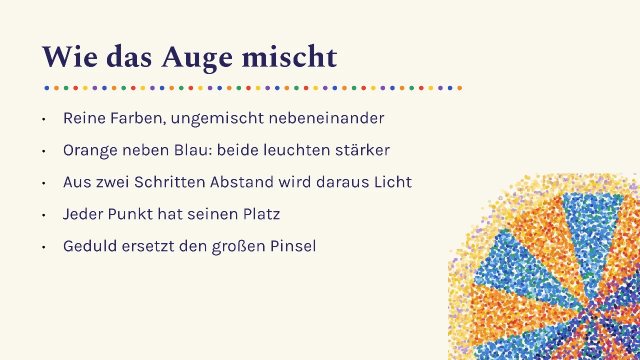 Wie das Auge mischt
• Reine Farben, ungemischt nebeneinander
• Orange neben Blau: beide leuchten stärker
• Aus zwei Schritten Abstand wird daraus Licht
• Jeder Punkt hat seinen Platz
• Geduld ersetzt den großen Pinsel